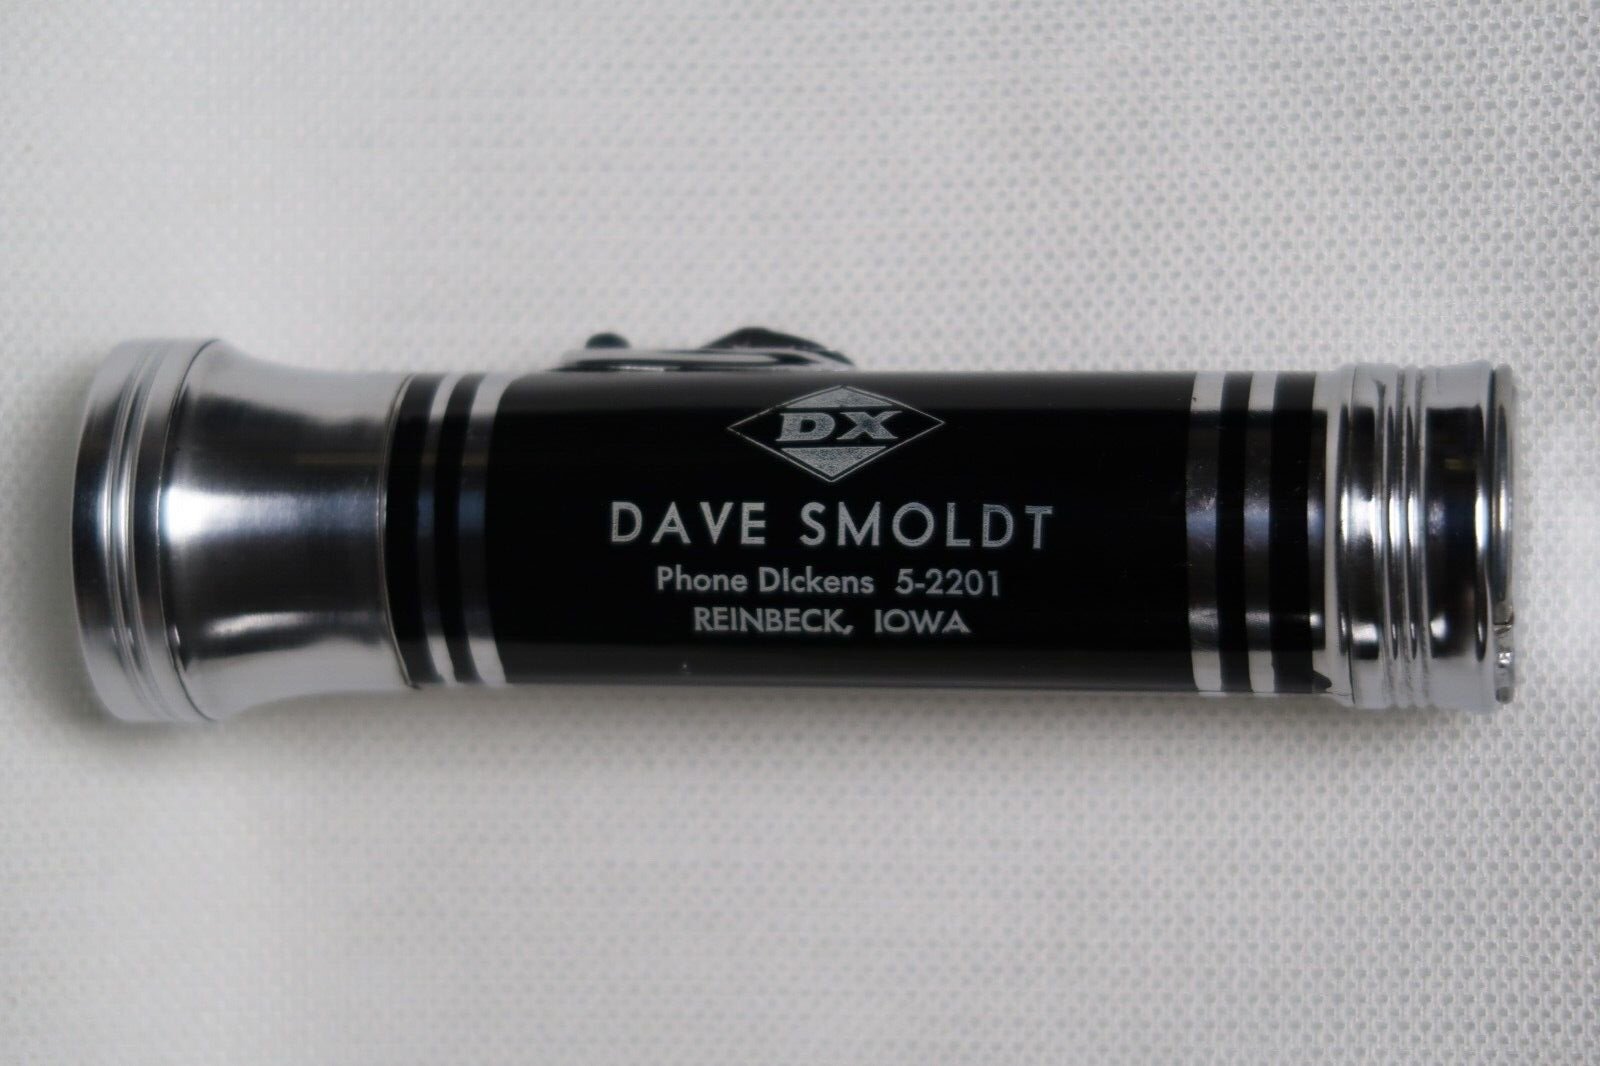 DX
DAVE SMOLDT
Phone DIckens 5-2201
REINBECK, IOWA